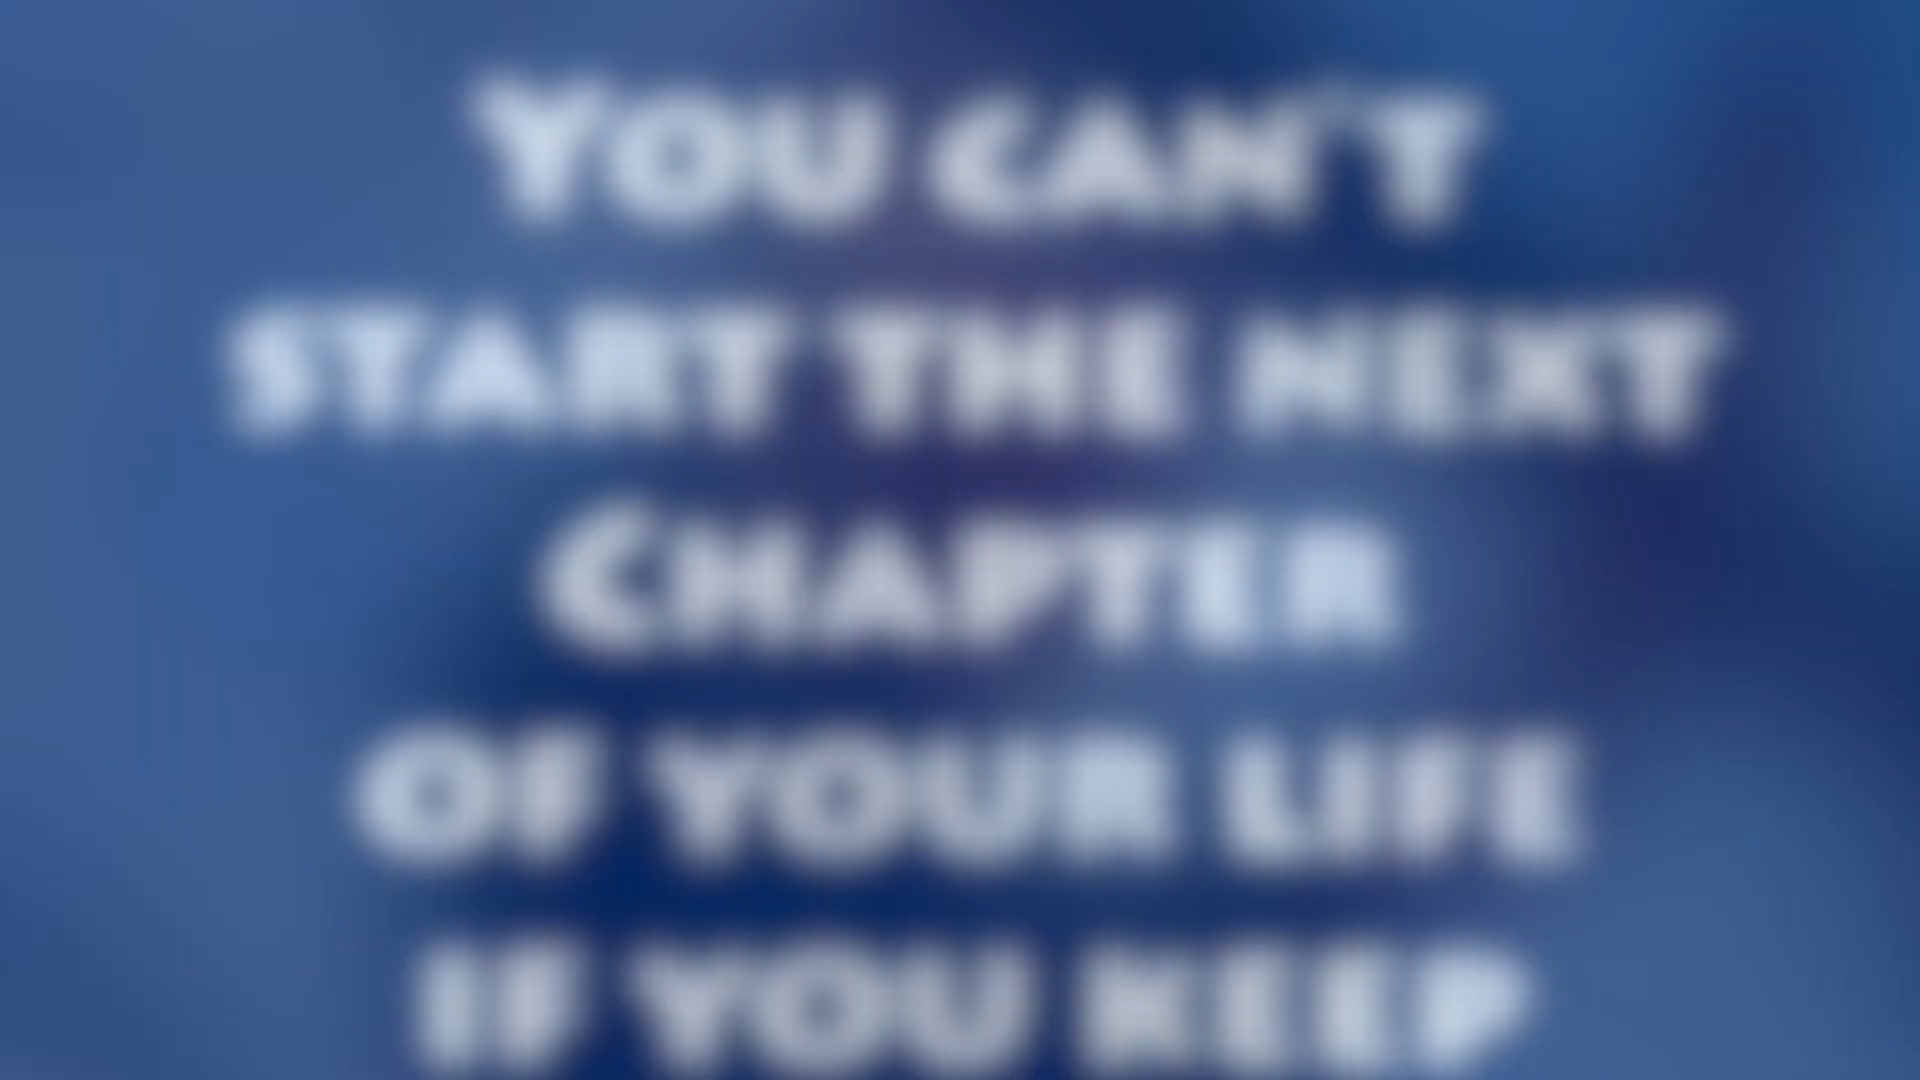 YOU CAN'T
START THE NEXT
CHAPTER
OF YOUR LIFE
IF YOU KEEP